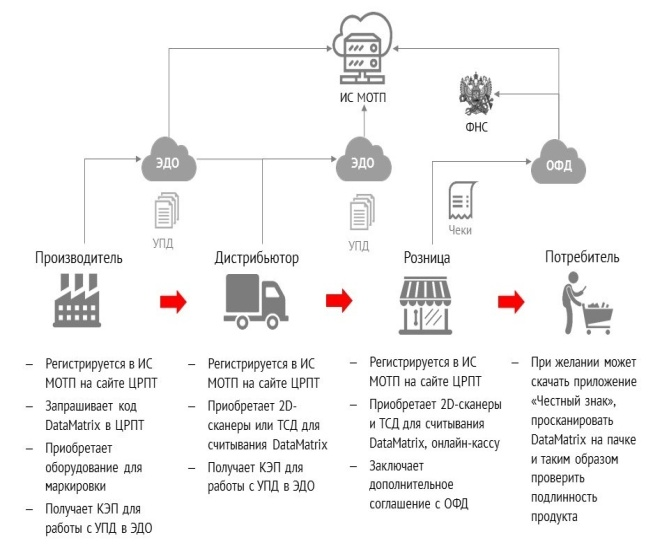 ИС МОТП
ФНС
ЭДО
ЭДО
ОФД
УПД
УПД
Чеки
Производитель
Дистрибьютор
Розница
Потребитель
– Регистрируется в ИС
МОТП на сайте ЦРПТ
– Запрашивает код
DataMatrix в ЦРПТ
– Приобретает
оборудование для
маркировки
– Получает КЭП для
работы с УПД в ЭДО
– Регистрируется в ИС
МОТП на сайте ЦРПТ
– Приобретает 2D-
сканеры или ТСД для
считывания DataMatrix
– Получает КЭП для
работы с УПД в ЭДО
– Регистрируется в ИС
МОТП на сайте ЦРПТ
– Приобретает 2D-сканеры
и ТСД для считывания
DataMatrix, онлайн-кассу
– Заключает
дополнительное
соглашение с ОФД
– При желании может
скачать приложение
«Честный знак»,
просканировать
DataMatrix на пачке
и таким образом
проверить
подлинность
продукта